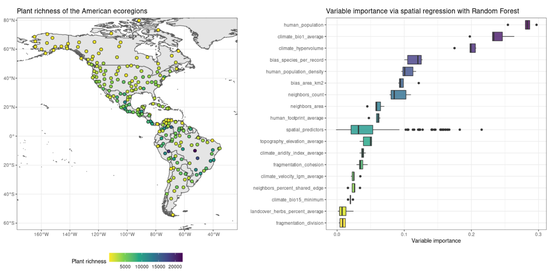 Plant richness of the American ecoregions
80°N
60°N
40°N
20°N
0°
20°S
40°S
60°S
160°W 140°W 120°W 100°W 80°W 60°W 40°W
Plant richness
5000 10000 15000 20000
Variable importance via spatial regression with Random Forest
human_population
climate_bio1_average
climate_hypervolume
bias_species_per_record
human_population_density
bias_area_km2
neighbors_count
neighbors_area
human_footprint_average
spatial_predictors
topography_elevation_average
climate_aridity_index_average
fragmentation_cohesion
climate_velocity_lgm_average
neighbors_percent_shared_edge
climate_bio15_minimum
landcover_herbs_percent_average
fragmentation_division
0.0 0.1 0.2 0.3
Variable importance